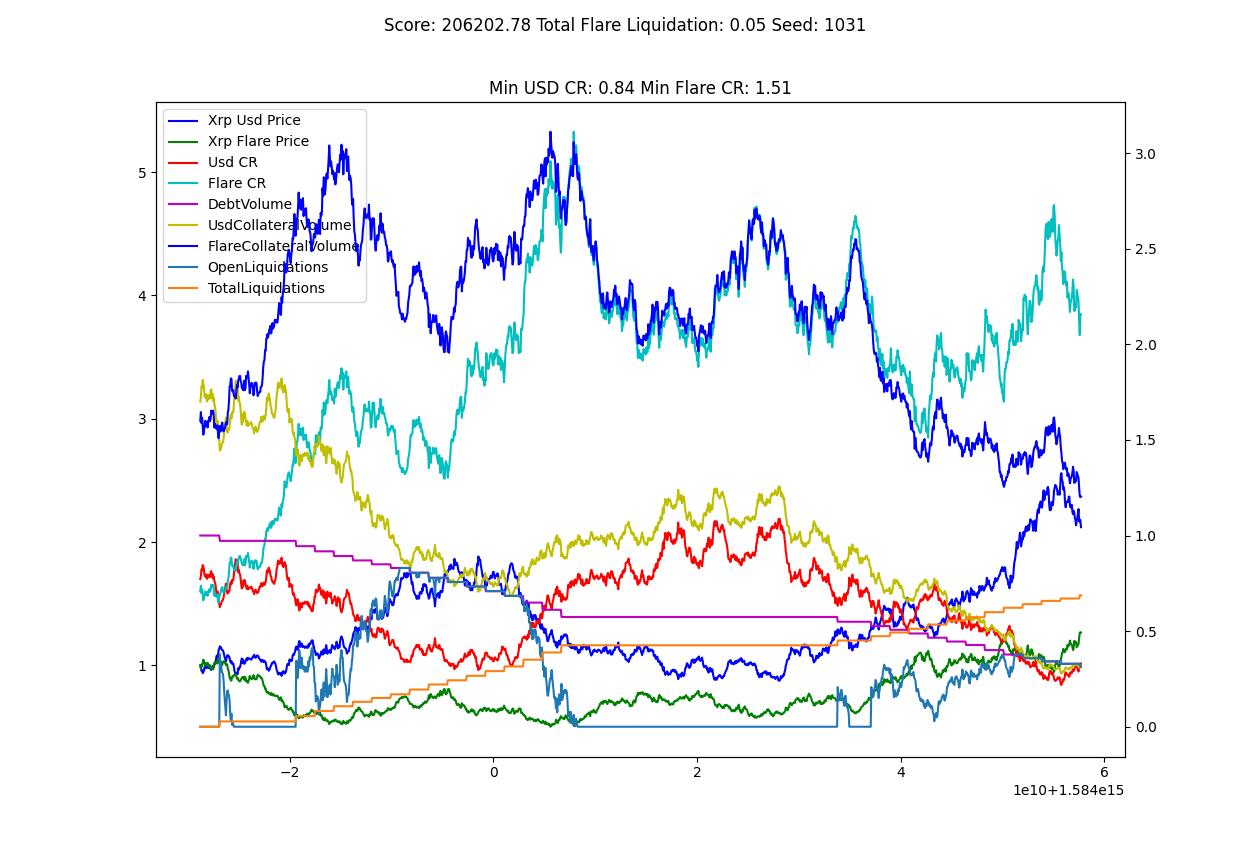 Score: 206202.78 Total Flare Liquidation: 0.05 Seed: 1031
Min USD CR: 0.84 Min Flare CR: 1.51
Xrp Usd Price
Xrp Flare Price
Usd CR
Flare CR
DebtVolume
UsdCollateralVolume
FlareCollateralVolume
OpenLiquidations
TotalLiquidations
5
4
3
2
1
3.0
2.5
2.0
1.5
1.0
0.5
0.0
−2 0 2 4 6
1e10+1.584e15